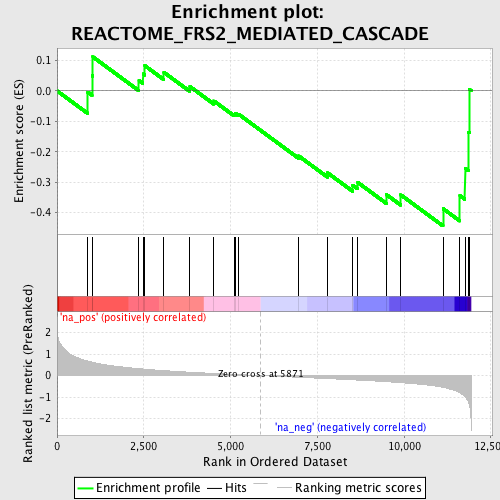 Enrichment plot:
REACTOME_FRS2_MEDIATED_CASCADE
Enrichment score (ES)
0.1
0.0
-0.1
-0.2
-0.3
-0.4
'na_pos' (positively correlated)
Ranked list metric (PreRanked)
2
1
0
-1
-2
Zero cross at 5871
'na_neg' (negatively correlated)
0
2,500
5,000
7,500
10,000
12,500
Rank in Ordered Dataset
Enrichment profile
Hits
Ranking metric scores